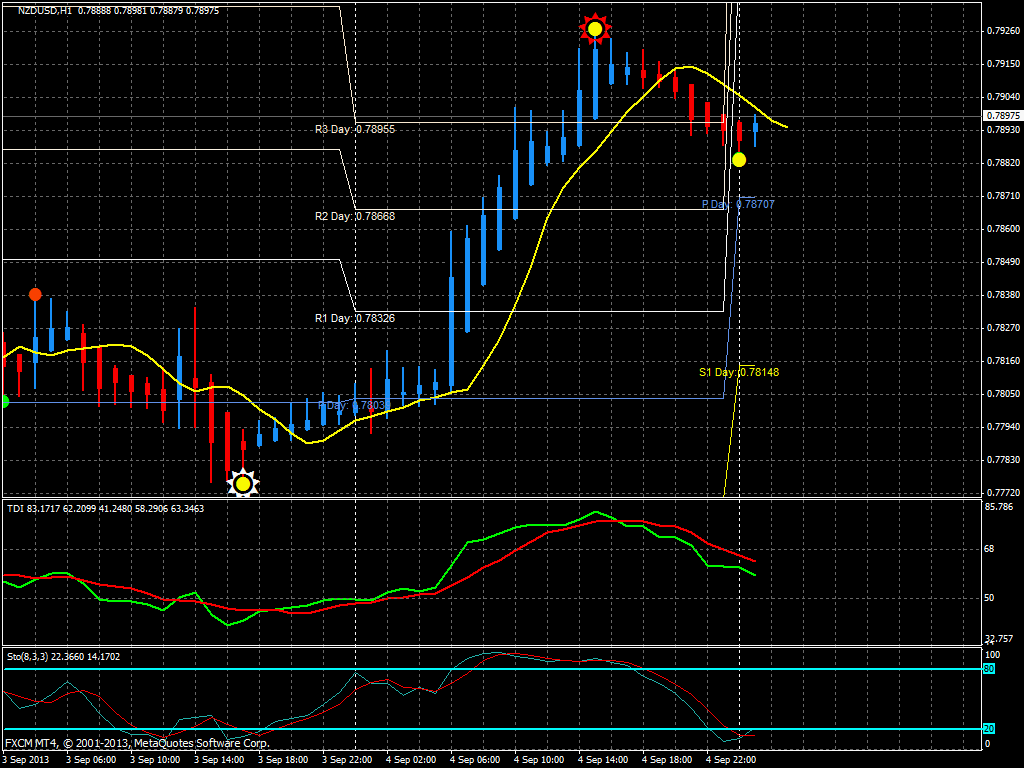 NZDUSD,H1 0.78888 0.78981 0.78879 0.78975
0.79260
0.79150
0.79040
0.78975
0.78930
R3 Day: 0.78955
0.78820
0.78710
P Day: 0.78707
R2 Day: 0.78668
0.78600
0.78490
0.78380
R1 Day: 0.78326
0.78270
0.78160
S1 Day: 0.78148
0.78050
P Day: 0.7803
0.77940
0.77830
0.77720
TDI 83.1717 62.2099 41.2480 58.2906 63.3463
85.786
68
50
32.757
Sto(8,3,3) 22.3660 14.1702
100
80
20
0
FXCM MT4, © 2001-2013, MetaQuotes Software Corp.
3 Sep 2013 3 Sep 06:00 3 Sep 10:00 3 Sep 14:00 3 Sep 18:00 3 Sep 22:00 4 Sep 02:00 4 Sep 06:00 4 Sep 10:00 4 Sep 14:00 4 Sep 18:00 4 Sep 22:00